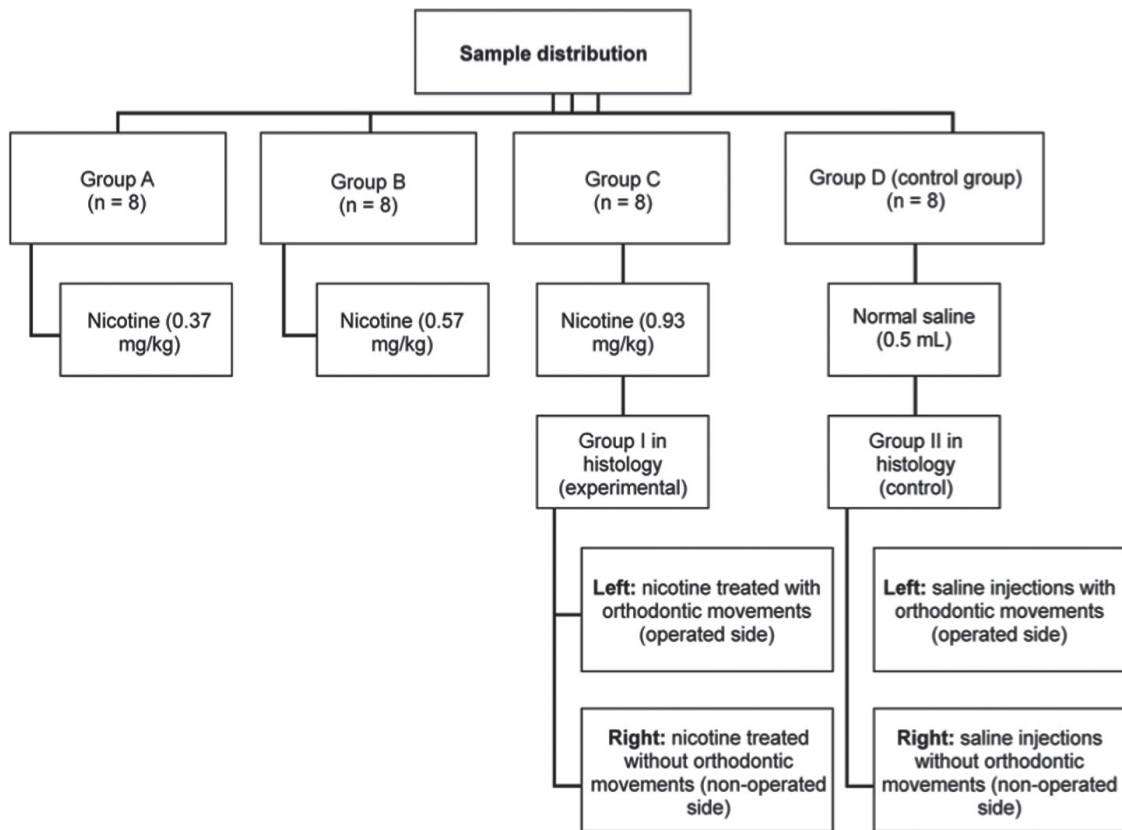 Sample distribution
Group A
(n = 8)
Group B
(n = 8)
Group C
(n = 8)
Group D (control group)
(n = 8)
Nicotine (0.37
mg/kg)
Nicotine (0.57
mg/kg)
Nicotine (0.93
mg/kg)
Normal saline
(0.5 mL)
Group I in
histology
(experimental)
Group II in
histology
(control)
Left: nicotine treated with
orthodontic movements
(operated side)
Left: saline injections with
orthodontic movements
(operated side)
Right: nicotine treated
without orthodontic
movements (non-operated
side)
Right: saline injections
without orthodontic
movements (non-operated
side)